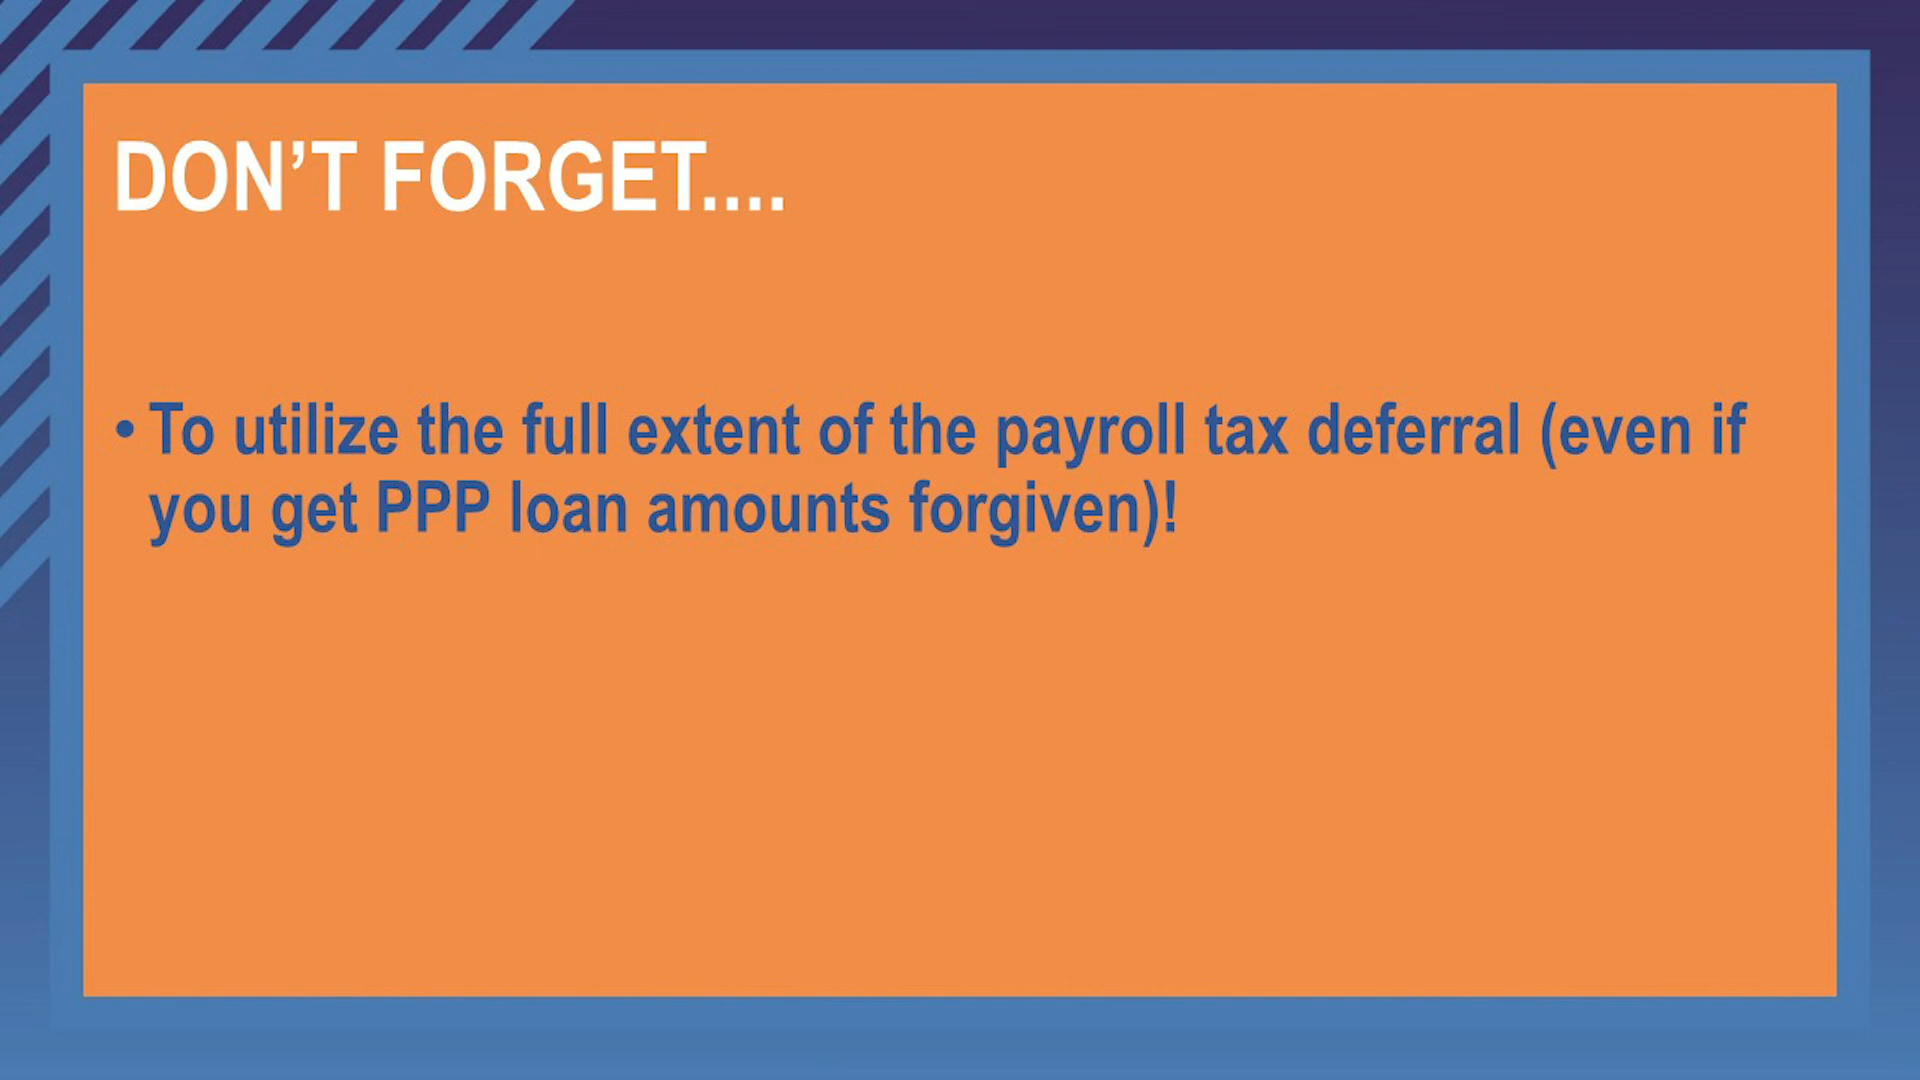 DON’T FORGET....
• To utilize the full extent of the payroll tax deferral (even if
you get PPP loan amounts forgiven)!